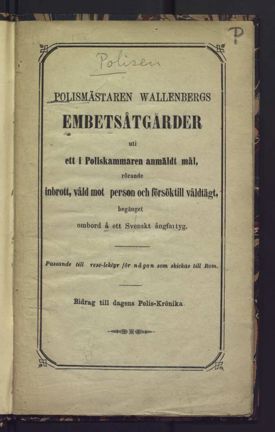 Polisen
P
POLISMÄSTAREN WALLENBERGS
EMBETSÅTGÄRDER
uti
ett i Poliskammaren anmäldt mål,
rörande
inbrott, våld mot person och försök till våldtägt,
begånget
ombord å ett Svenskt ångfartyg.
Passande till rese-lektyr för någon som skickas till Rom.
Bidrag till dagens Polis-Krönika.